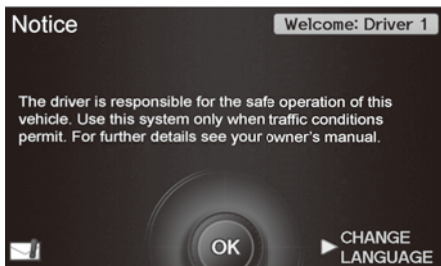 Notice
Welcome: Driver 1
The driver is responsible for the safe operation of this
vehicle. Use this system only when traffic conditions
permit. For further details see your owner's manual.
OK
CHANGE
LANGUAGE